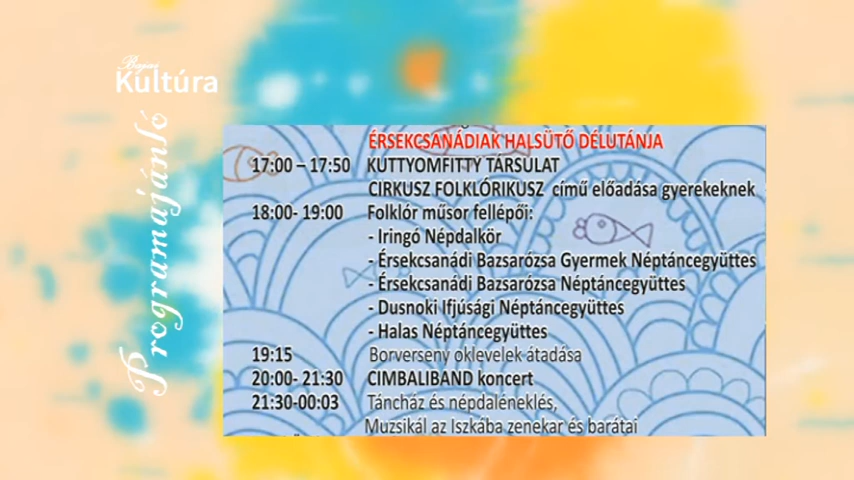 Bajai
Kultúra
Programajánló
ÉRSEKCSANÁDIAK HALSÜTŐ DÉLUTÁNJA
17:00 – 17:50 KUTTYOMFITTY TÁRSULAT
CIRKUSZ FOLKLÓRIKUSZ című előadása gyerekeknek
18:00- 19:00 Folklór műsor fellépői:
- Iringó Népdalkör
- Érsekcsanádi Bazsarózsa Gyermek Néptáncegyüttes
- Érsekcsanádi Bazsarózsa Néptáncegyüttes
- Dusnoki Ifjúsági Néptáncegyüttes
- Halas Néptáncegyüttes
19:15 Borverseny oklevelek átadása
20:00- 21:30 CIMBALIBAND koncert
21:30-00:03 Táncház és népdaléneklés,
Muzsikál az Iszkába zenekar és barátai